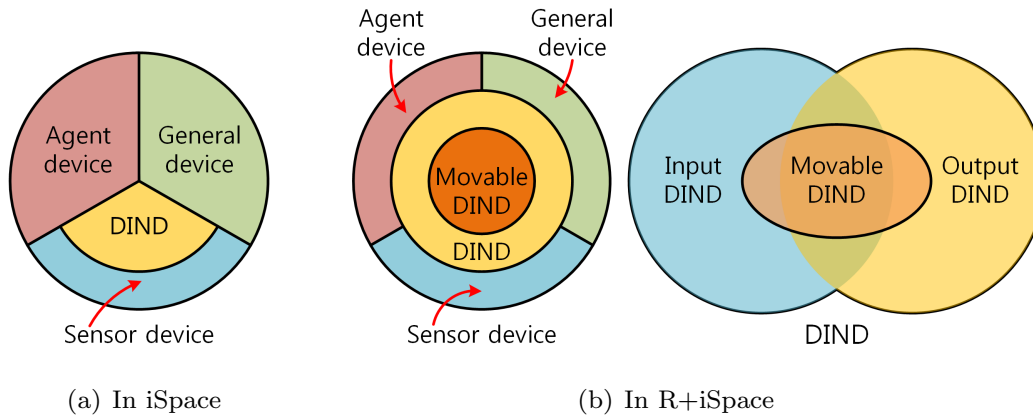 Agent
device
General
device
DIND
Sensor device
(a) In iSpace
Agent
device
General
device
Movable
DIND
DIND
Sensor device
Input
DIND
Movable
DIND
Output
DIND
DIND
(b) In R+iSpace